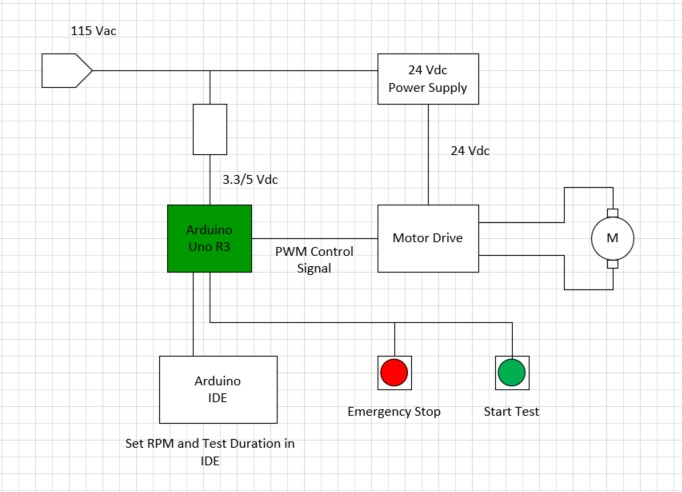 115 Vac
24 Vdc
Power Supply
24 Vdc
3.3/5 Vdc
Arduino
Uno R3
PWM Control
Signal
Motor Drive
M
Arduino
IDE
Emergency Stop
Start Test
Set RPM and Test Duration in
IDE